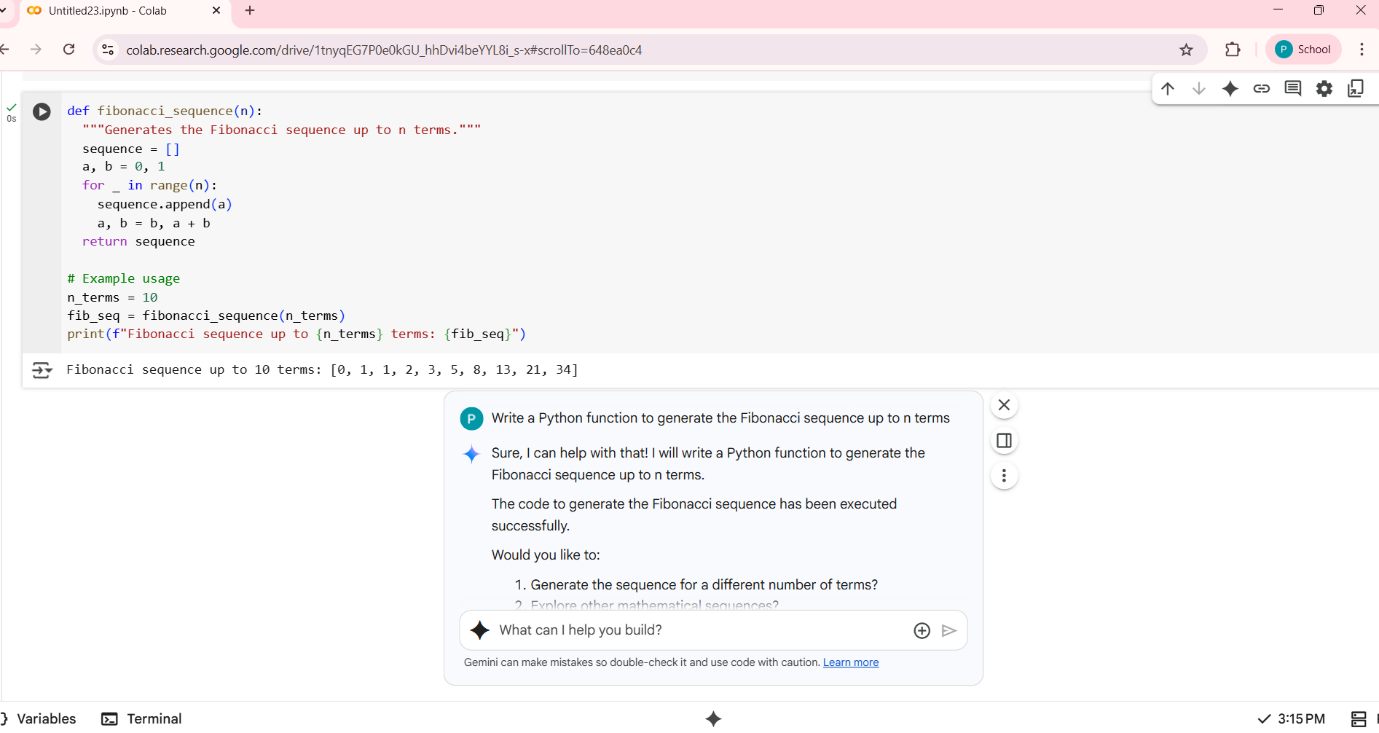 Untitled23.ipynb - Colab
colab.research.google.com/drive/1tnyqEG7P0e0kGU_hhDvi4beYYL8i_s-x#scrollTo=648ea0c4
P School
0s
def fibonacci_sequence(n):
"""Generates the Fibonacci sequence up to n terms."""
sequence = []
a, b = 0, 1
for _ in range(n):
sequence.append(a)
a, b = b, a + b
return sequence
# Example usage
n_terms = 10
fib_seq = fibonacci_sequence(n_terms)
print(f"Fibonacci sequence up to {n_terms} terms: {fib_seq}")
Fibonacci sequence up to 10 terms: [0, 1, 1, 2, 3, 5, 8, 13, 21, 34]
P Write a Python function to generate the Fibonacci sequence up to n terms
Sure, I can help with that! I will write a Python function to generate the
Fibonacci sequence up to n terms.
The code to generate the Fibonacci sequence has been executed
successfully.
Would you like to:
1. Generate the sequence for a different number of terms?
2. Explore other mathematical sequences?
What can I help you build?
Gemini can make mistakes so double-check it and use code with caution. Learn more
Variables Terminal 3:15 PM